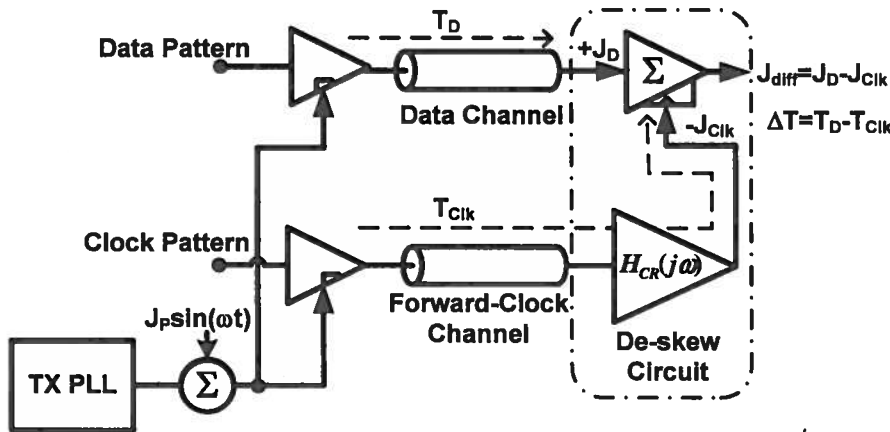 T_D
Data Pattern
+J_D
Σ
J_diff=J_D-J_Clk
Data Channel
-J_Clk
ΔT=T_D-T_Clk
T_Clk
Clock Pattern
H_CR(jω)
Forward-Clock
Channel
J_Psin(ωt)
De-skew
Circuit
TX PLL
Σ